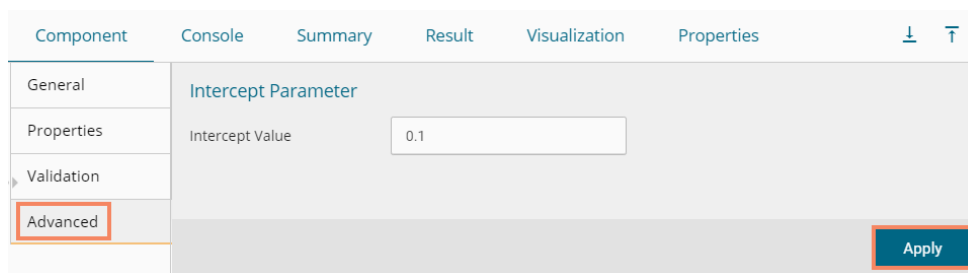 Component Console Summary Result Visualization Properties
General
Intercept Parameter
Properties
Intercept Value 0.1
Validation
Advanced
Apply